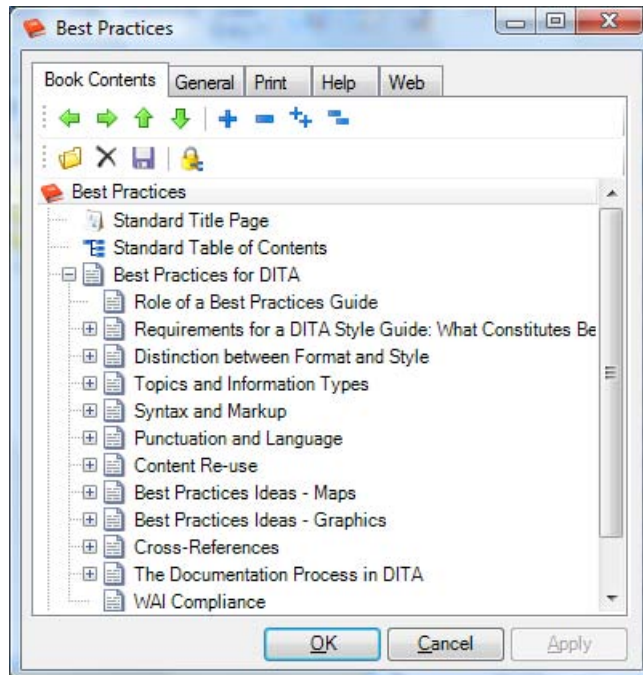 Best Practices
Book Contents General Print Help Web
Best Practices
Standard Title Page
Standard Table of Contents
Best Practices for DITA
Role of a Best Practices Guide
Requirements for a DITA Style Guide: What Constitutes Be
Distinction between Format and Style
Topics and Information Types
Syntax and Markup
Punctuation and Language
Content Re-use
Best Practices Ideas - Maps
Best Practices Ideas - Graphics
Cross-References
The Documentation Process in DITA
WAI Compliance
OK Cancel Apply